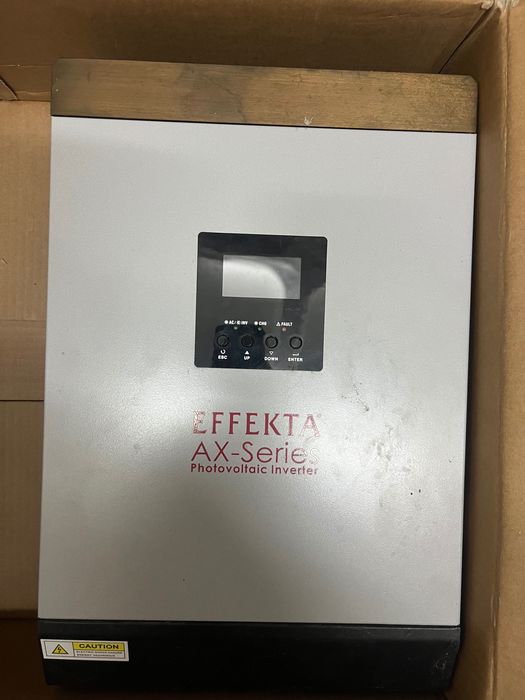 AC/INV CHG FAULT
ESC UP DOWN ENTER
EFFEKTA
AX-Series
Photovoltaic Inverter
CAUTION